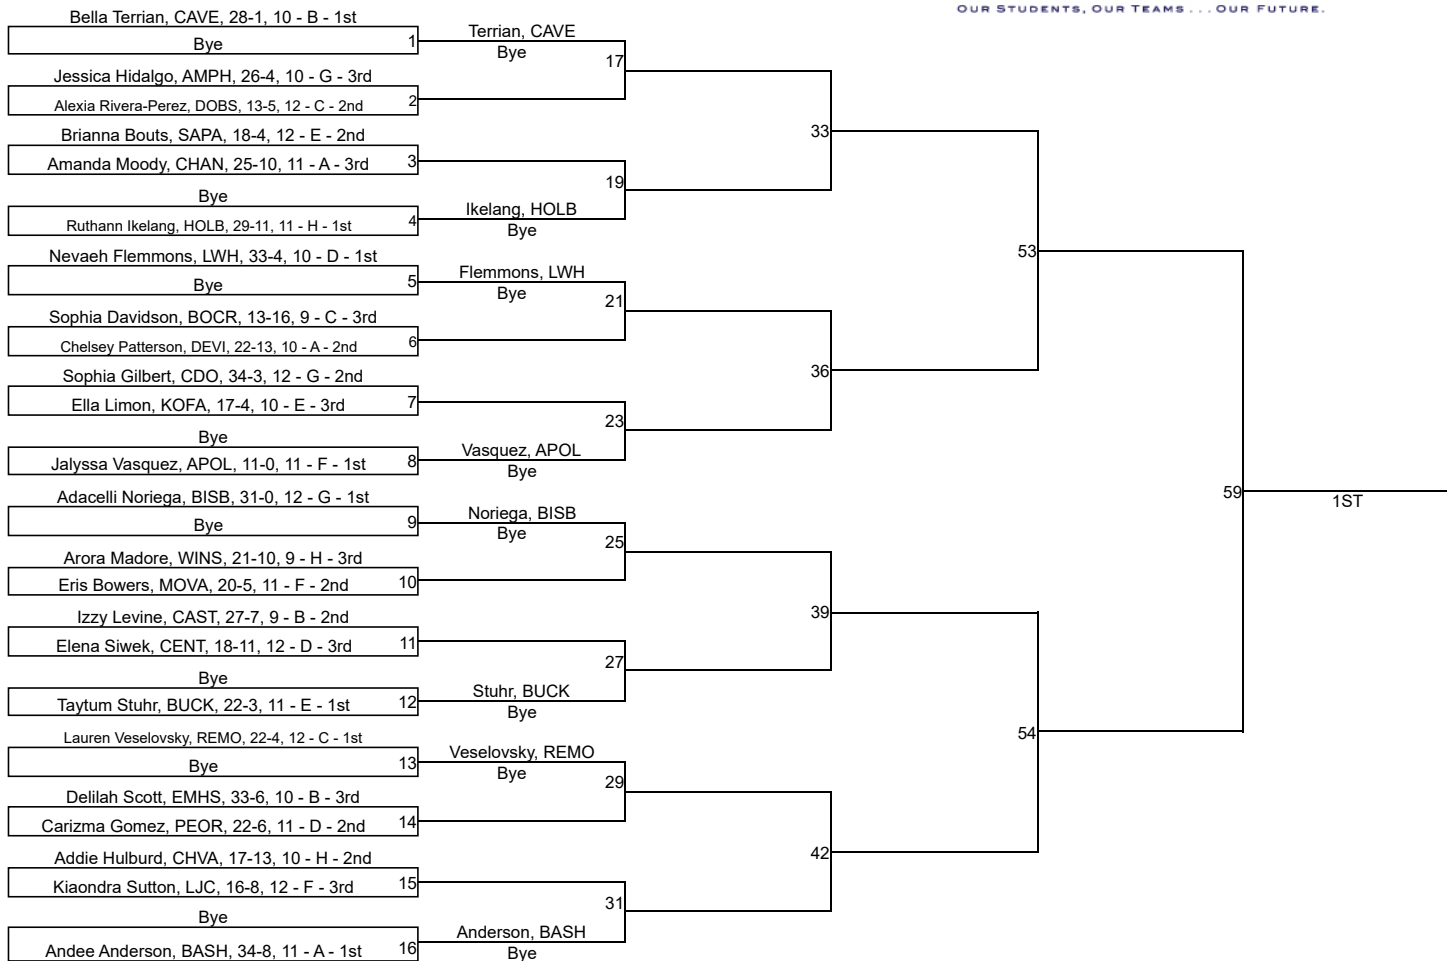 OUR STUDENTS, OUR TEAMS . . . OUR FUTURE.
Bella Terrian, CAVE, 28-1, 10 - B - 1st
Bye
1
Terrian, CAVE
Bye
17
Jessica Hidalgo, AMPH, 26-4, 10 - G - 3rd
Alexia Rivera-Perez, DOBS, 13-5, 12 - C - 2nd
2
33
Brianna Bouts, SAPA, 18-4, 12 - E - 2nd
Amanda Moody, CHAN, 25-10, 11 - A - 3rd
3
19
Bye
Ruthann Ikelang, HOLB, 29-11, 11 - H - 1st
4
Ikelang, HOLB
Bye
53
Nevaeh Flemmons, LWH, 33-4, 10 - D - 1st
Bye
5
Flemmons, LWH
Bye
21
Sophia Davidson, BOCR, 13-16, 9 - C - 3rd
Chelsey Patterson, DEVI, 22-13, 10 - A - 2nd
6
36
Sophia Gilbert, CDO, 34-3, 12 - G - 2nd
Ella Limon, KOFA, 17-4, 10 - E - 3rd
7
23
Bye
Jalyssa Vasquez, APOL, 11-0, 11 - F - 1st
8
Vasquez, APOL
Bye
59
1ST
Adacelli Noriega, BISB, 31-0, 12 - G - 1st
Bye
9
Noriega, BISB
Bye
25
Arora Madore, WINS, 21-10, 9 - H - 3rd
Eris Bowers, MOVA, 20-5, 11 - F - 2nd
10
39
Izzy Levine, CAST, 27-7, 9 - B - 2nd
Elena Siwek, CENT, 18-11, 12 - D - 3rd
11
27
Bye
Taytum Stuhr, BUCK, 22-3, 11 - E - 1st
12
Stuhr, BUCK
Bye
54
Lauren Veselovsky, REMO, 22-4, 12 - C - 1st
Bye
13
Veselovsky, REMO
Bye
29
Delilah Scott, EMHS, 33-6, 10 - B - 3rd
Carizma Gomez, PEOR, 22-6, 11 - D - 2nd
14
42
Addie Hulburd, CHVA, 17-13, 10 - H - 2nd
Kiaondra Sutton, LJC, 16-8, 12 - F - 3rd
15
31
Bye
Andee Anderson, BASH, 34-8, 11 - A - 1st
16
Anderson, BASH
Bye